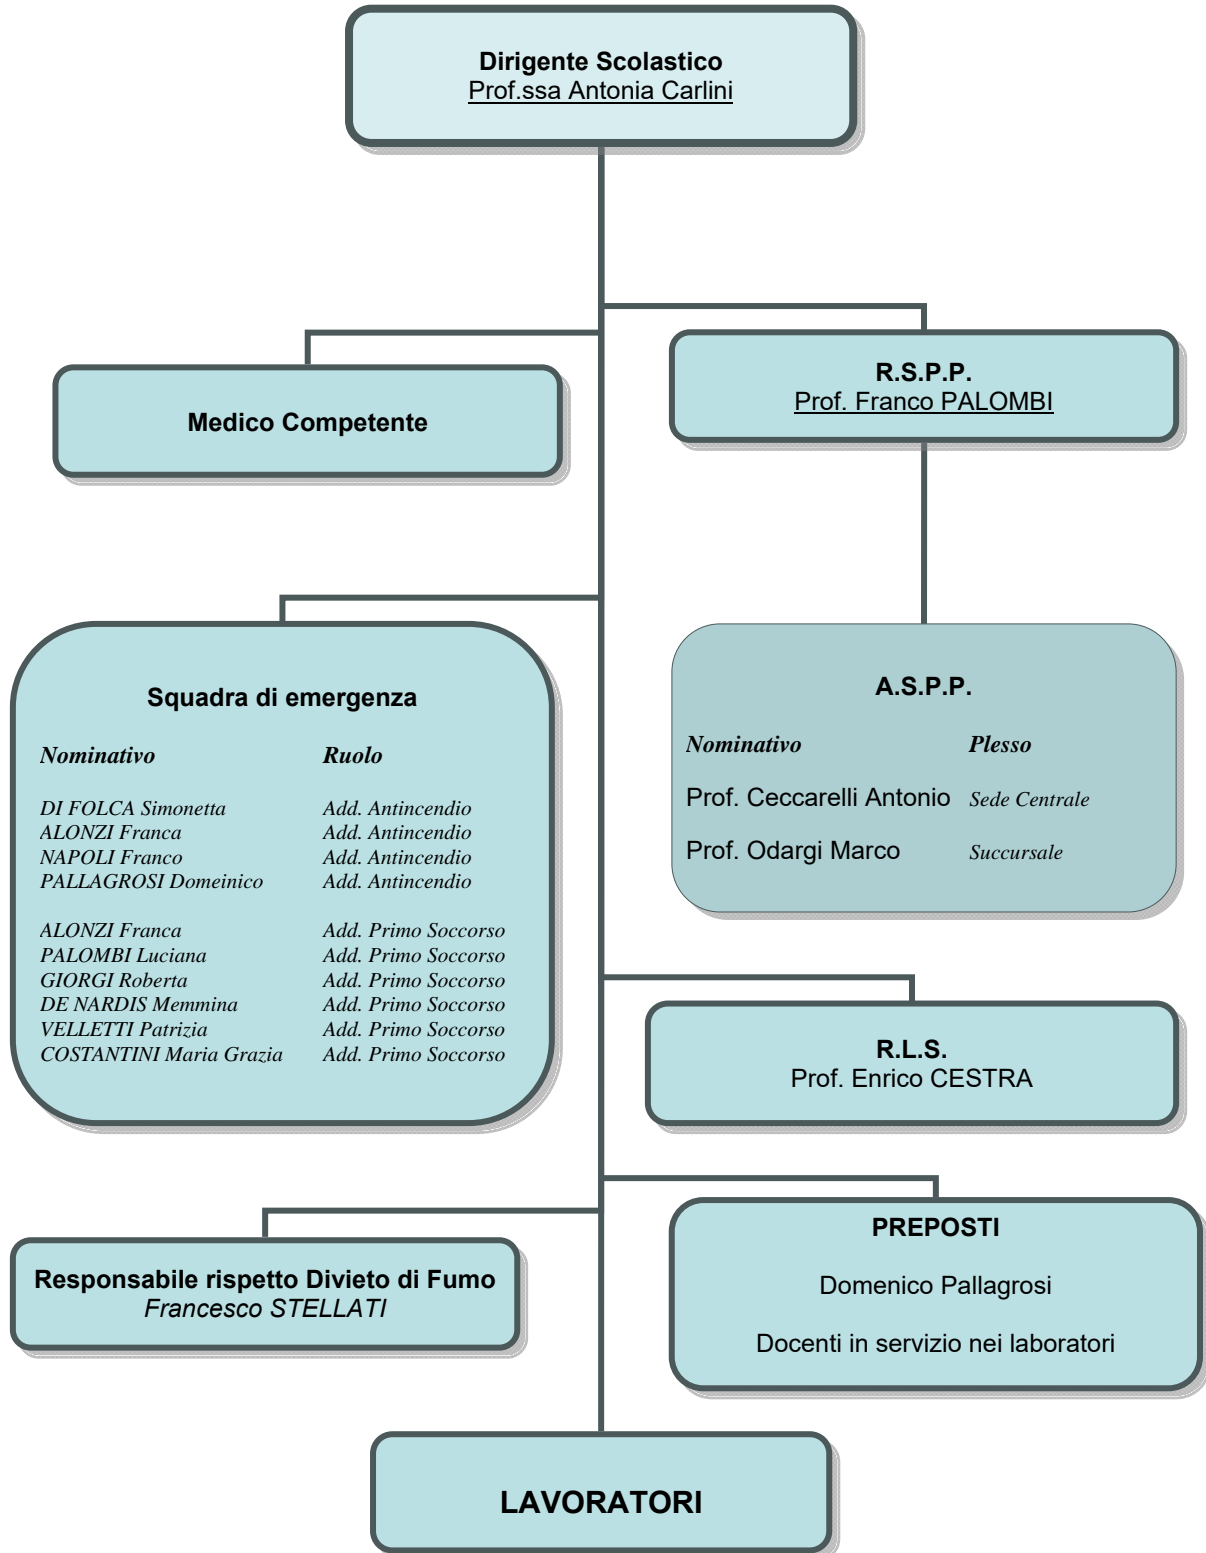 Dirigente Scolastico
Prof.ssa Antonia Carlini
R.S.P.P.
Prof. Franco PALOMBI
Medico Competente
Squadra di emergenza
Nominativo Ruolo
DI FOLCA Simonetta Add. Antincendio
ALONZI Franca Add. Antincendio
NAPOLI Franco Add. Antincendio
PALLAGROSI Domeinico Add. Antincendio
ALONZI Franca Add. Primo Soccorso
PALOMBI Luciana Add. Primo Soccorso
GIORGI Roberta Add. Primo Soccorso
DE NARDIS Memmina Add. Primo Soccorso
VELLETTI Patrizia Add. Primo Soccorso
COSTANTINI Maria Grazia Add. Primo Soccorso
A.S.P.P.
Nominativo Plesso
Prof. Ceccarelli Antonio Sede Centrale
Prof. Odargi Marco Succursale
R.L.S.
Prof. Enrico CESTRA
Responsabile rispetto Divieto di Fumo
Francesco STELLATI
PREPOSTI
Domenico Pallagrosi
Docenti in servizio nei laboratori
LAVORATORI